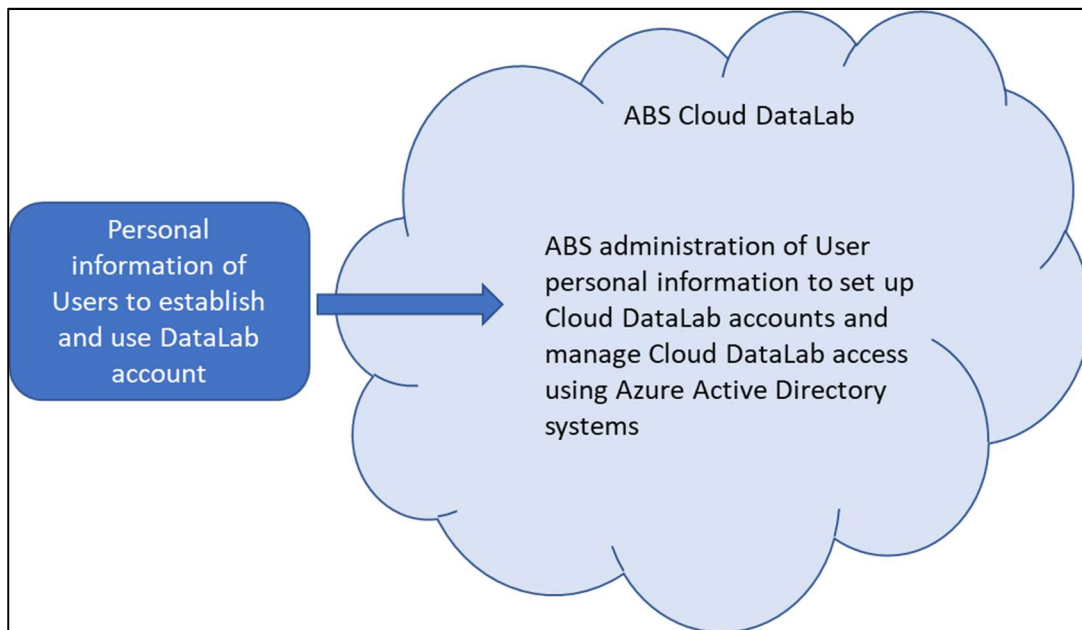 ABS Cloud DataLab
Personal
information of
Users to establish
and use DataLab
account
ABS administration of User
personal information to set up
Cloud DataLab accounts and
manage Cloud DataLab access
using Azure Active Directory
systems